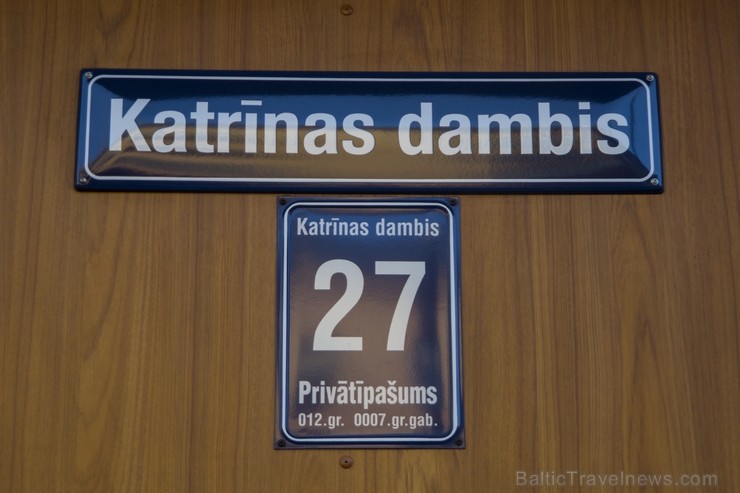 Katrīnas dambis
Katrīnas dambis
27
Privātīpašums
012.gr. 0007.gr.gab.
BalticTravelnews.com